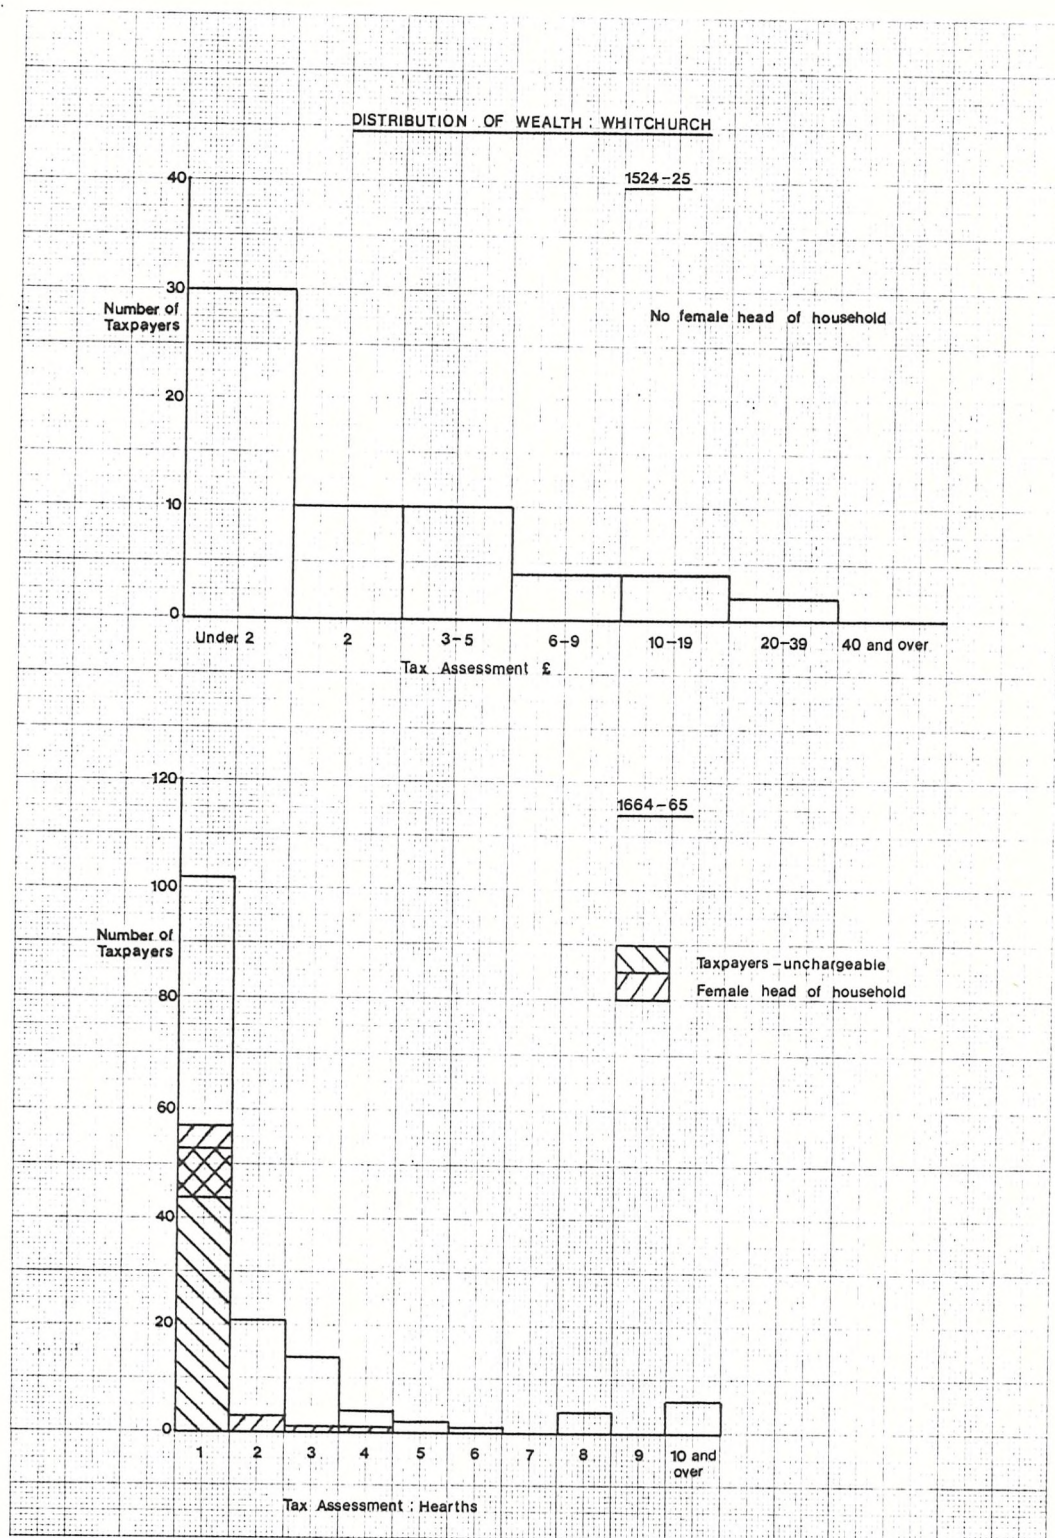 DISTRIBUTION OF WEALTH : WHITCHURCH
1524-25
40
30
Number of
Taxpayers
No female head of household
20
10
0
Under 2
2
3-5
6-9
10-19
20-39
40 and over
Tax Assessment £
120
1664-65
100
Number of
Taxpayers
Taxpayers - unchargeable
Female head of household
80
60
40
20
0
1
2
3
4
5
6
7
8
9
10 and
over
Tax Assessment : Hearths